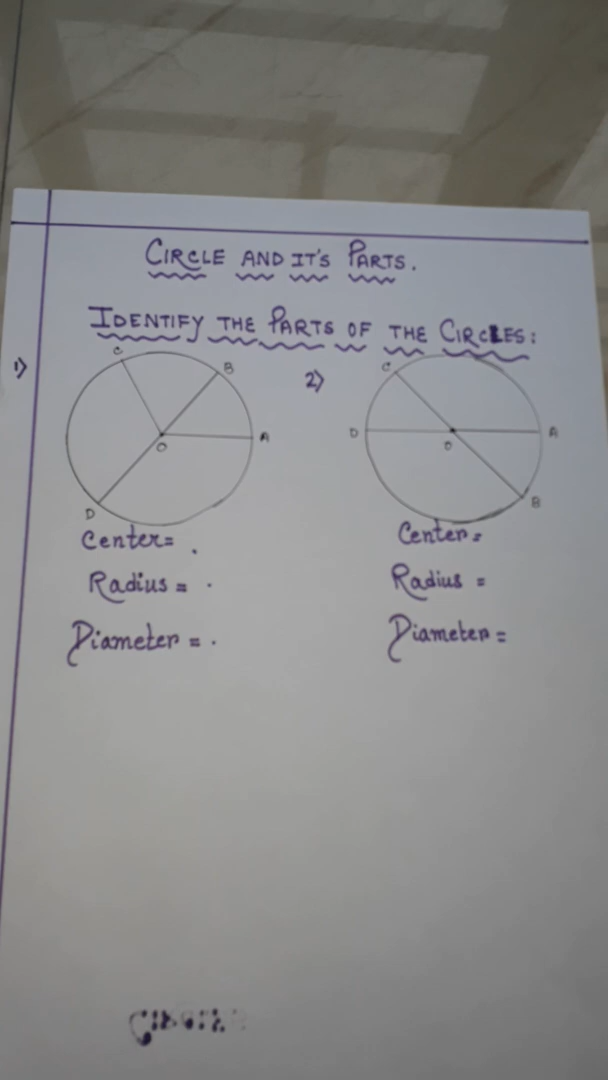 CIRCLE AND IT'S PARTS.
IDENTIFY THE PARTS OF THE CIRCLES:
1)
C
B
A
O
D
Center= .
Radius = .
Diameter = .
2)
C
D
A
O
B
Center=
Radius =
Diameter=